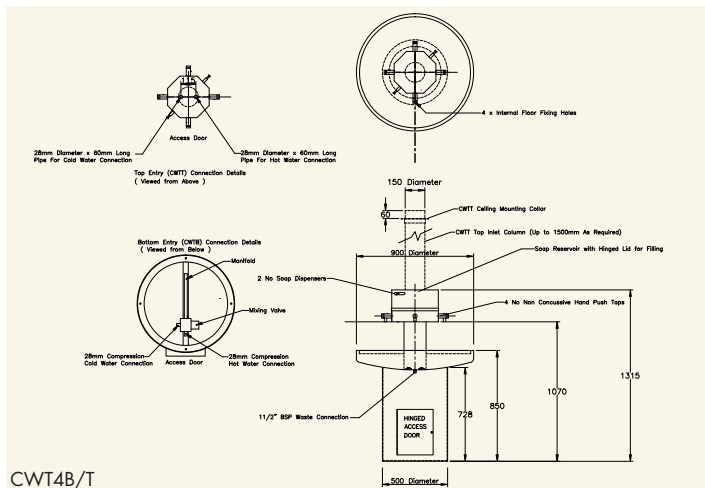 4 x Internal Floor Fixing Holes
Access Door
28mm Diameter x 60mm Long
Pipe For Cold Water Connection
28mm Diameter x 60mm Long
Pipe For Hot Water Connection
Top Entry (CWTT) Connection Details
( Viewed from Above )
150 Diameter
60
CWTT Ceiling Mounting Collar
CWTT Top Inlet Column (Up to 1500mm As Required)
Soap Reservoir with Hinged Lid for Filling
900 Diameter
Bottom Entry (CWTB) Connection Details
( Viewed from Below )
Manifold
2 No Soap Dispensers
4 No Non Concussive Hand Push Taps
Mixing Valve
28mm Compression
Cold Water Connection
Access Door
28mm Compression
Hot Water Connection
1315
1070
850
728
11/2" BSP Waste Connection
HINGED
ACCESS
DOOR
500 Diameter
CWT4B/T